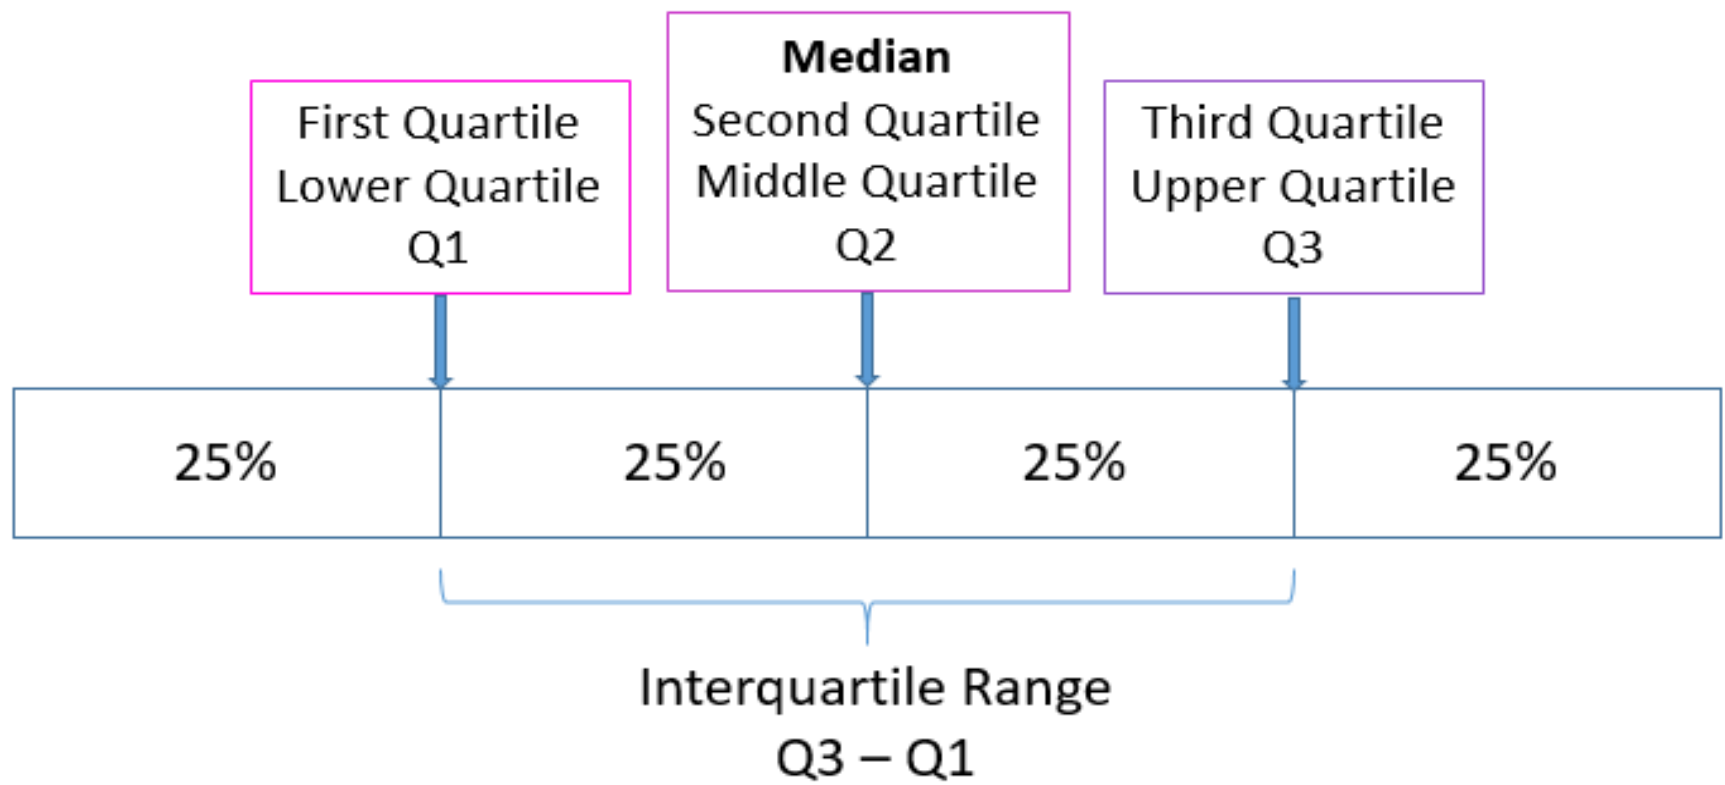 First Quartile
Lower Quartile
Q1
Median
Second Quartile
Middle Quartile
Q2
Third Quartile
Upper Quartile
Q3
25%
25%
25%
25%
Interquartile Range
Q3 – Q1